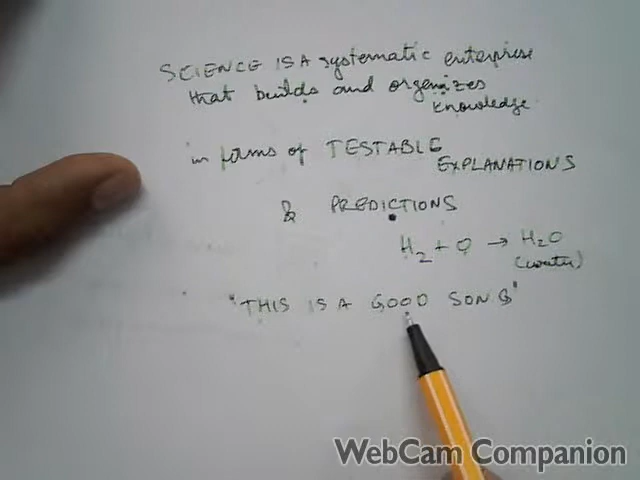 SCIENCE IS A systematic enterprise
that builds and organizes
knowledge
in forms of TESTABLE
EXPLANATIONS
& PREDICTIONS
H2 + O → H2O
(water)
"THIS IS A GOOD SONG"
WebCam Companion